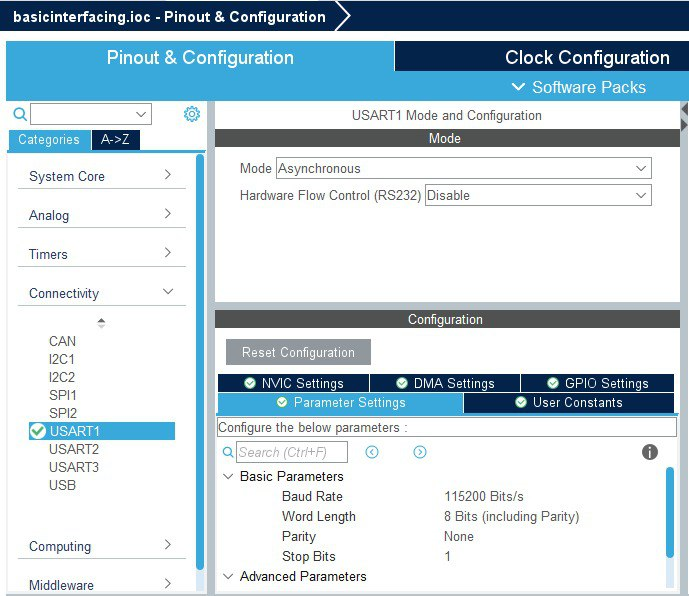 basicinterfacing.ioc - Pinout & Configuration
Pinout & Configuration
Clock Configuration
Software Packs
Categories
A->Z
System Core
Analog
Timers
Connectivity
CAN
I2C1
I2C2
SPI1
SPI2
USART1
USART2
USART3
USB
Computing
Middleware
USART1 Mode and Configuration
Mode
Mode Asynchronous
Hardware Flow Control (RS232) Disable
Configuration
Reset Configuration
NVIC Settings
DMA Settings
GPIO Settings
Parameter Settings
User Constants
Configure the below parameters :
Search (Ctrl+F)
Basic Parameters
Baud Rate 115200 Bits/s
Word Length 8 Bits (including Parity)
Parity None
Stop Bits 1
Advanced Parameters